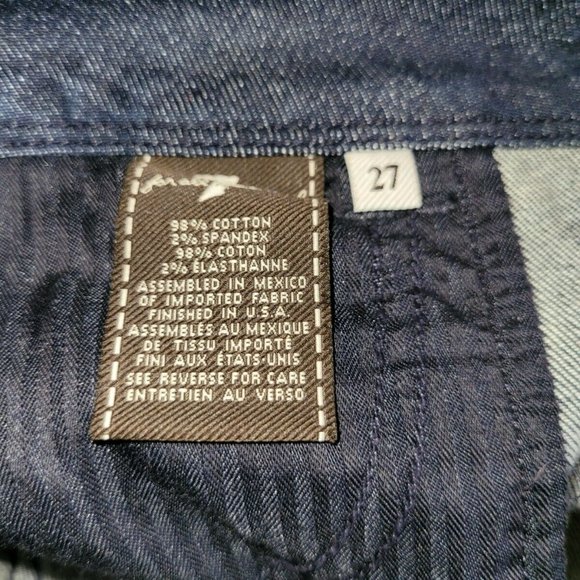 27
98% COTTON
2% SPANDEX
98% COTON
2% ÉLASTHANNE
ASSEMBLED IN MEXICO
OF IMPORTED FABRIC
FINISHED IN U.S.A.
ASSEMBLÉS AU MEXIQUE
DE TISSU IMPORTÉ
FINI AUX ÉTATS-UNIS
SEE REVERSE FOR CARE
ENTRETIEN AU VERSO